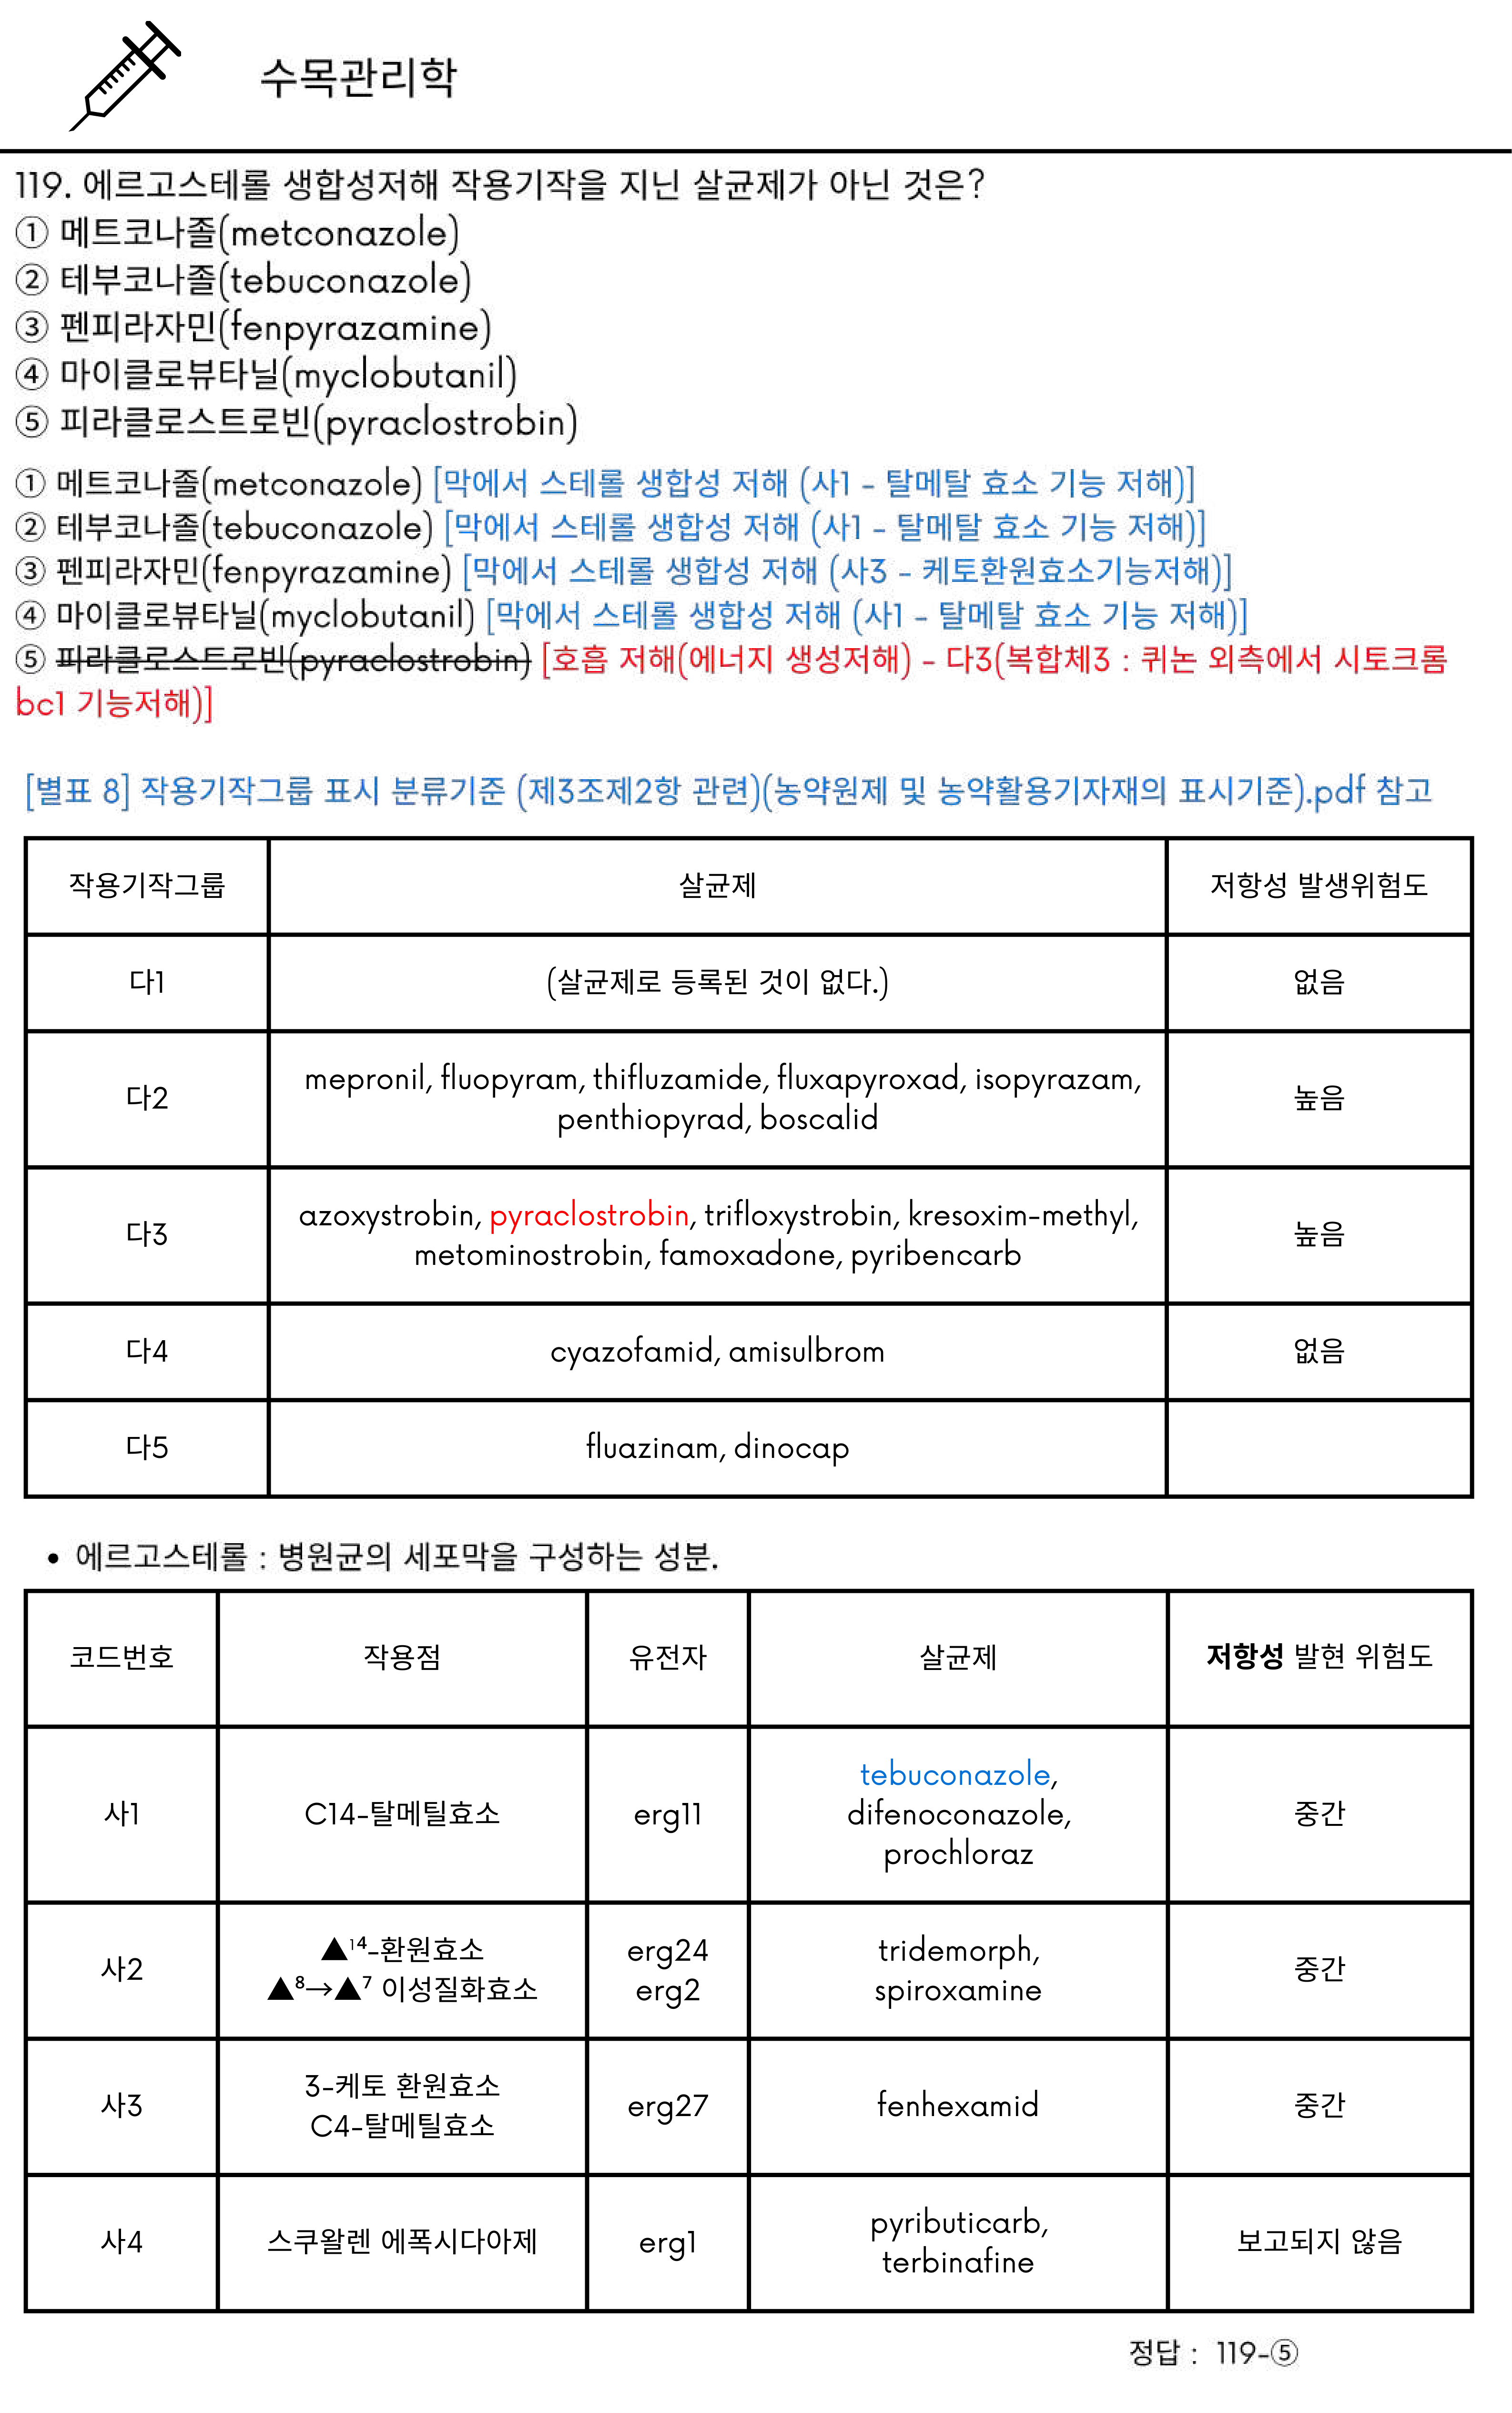 수목관리학
119. 에르고스테롤 생합성저해 작용기작을 지닌 살균제가 아닌 것은?
① 메트코나졸(metconazole)
② 테부코나졸(tebuconazole)
③ 펜피라자민(fenpyrazamine)
④ 마이클로뷰타닐(myclobutanil)
⑤ 피라클로스트로빈(pyraclostrobin)
① 메트코나졸(metconazole) [막에서 스테롤 생합성 저해 (사1 - 탈메탈 효소 기능 저해)]
② 테부코나졸(tebuconazole) [막에서 스테롤 생합성 저해 (사1 - 탈메탈 효소 기능 저해)]
③ 펜피라자민(fenpyrazamine) [막에서 스테롤 생합성 저해 (사3 - 케토환원효소기능저해)]
④ 마이클로뷰타닐(myclobutanil) [막에서 스테롤 생합성 저해 (사1 - 탈메탈 효소 기능 저해)]
⑤ 피라클로스트로빈(pyraclostrobin) [호흡 저해(에너지 생성저해) - 다3(복합체3 : 퀴논 외측에서 시토크롬
bc1 기능저해)]
[별표 8] 작용기작그룹 표시 분류기준 (제3조제2항 관련)(농약원제 및 농약활용기자재의 표시기준).pdf 참고
작용기작그룹 살균제 저항성 발생위험도
다1 (살균제로 등록된 것이 없다.) 없음
mepronil, fluopyram, thifluzamide, fluxapyroxad, isopyrazam,
다2 높음
penthiopyrad, boscalid
azoxystrobin, pyraclostrobin, trifloxystrobin, kresoxim-methyl,
다3 높음
metominostrobin, famoxadone, pyribencarb
다4 cyazofamid, amisulbrom 없음
다5 fluazinam, dinocap
• 에르고스테롤 : 병원균의 세포막을 구성하는 성분.
코드번호 작용점 유전자 살균제 저항성 발현 위험도
tebuconazole,
사1 C14-탈메틸효소 erg11 difenoconazole, 중간
prochloraz
▲¹⁴-환원효소 erg24 tridemorph,
사2 중간
▲⁸→▲⁷ 이성질화효소 erg2 spiroxamine
3-케토 환원효소
사3 erg27 fenhexamid 중간
C4-탈메틸효소
pyributicarb,
사4 스쿠왈렌 에폭시다아제 erg1 보고되지 않음
terbinafine
정답 : 119-⑤